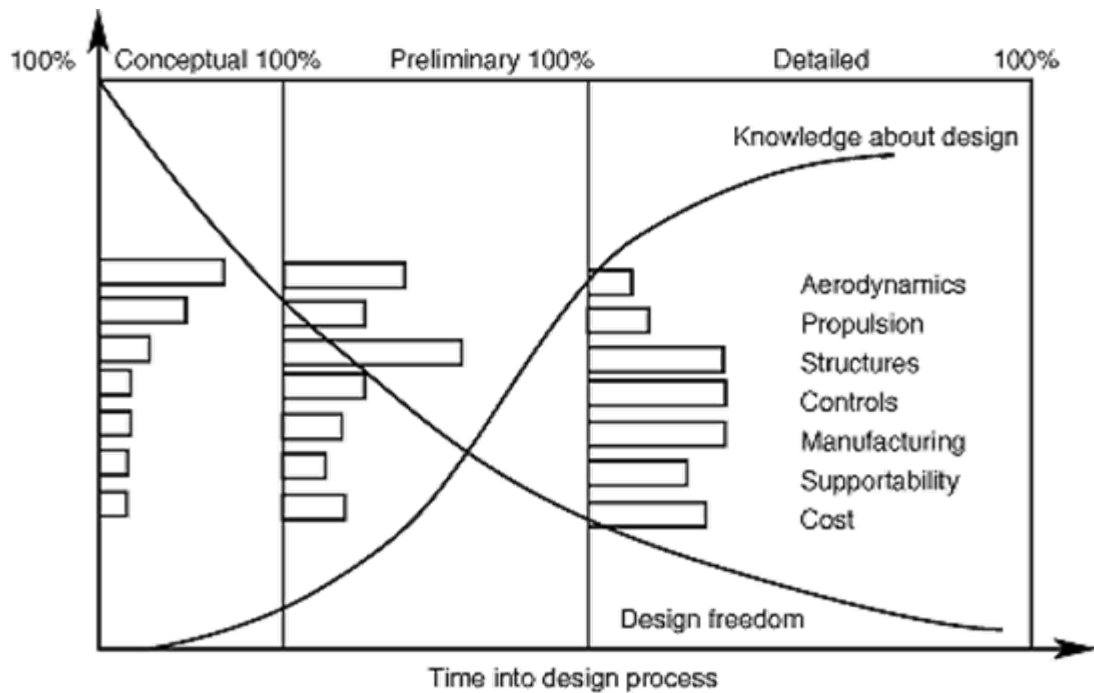 100% Conceptual 100% Preliminary 100% Detailed 100%
Knowledge about design
Aerodynamics
Propulsion
Structures
Controls
Manufacturing
Supportability
Cost
Design freedom
Time into design process